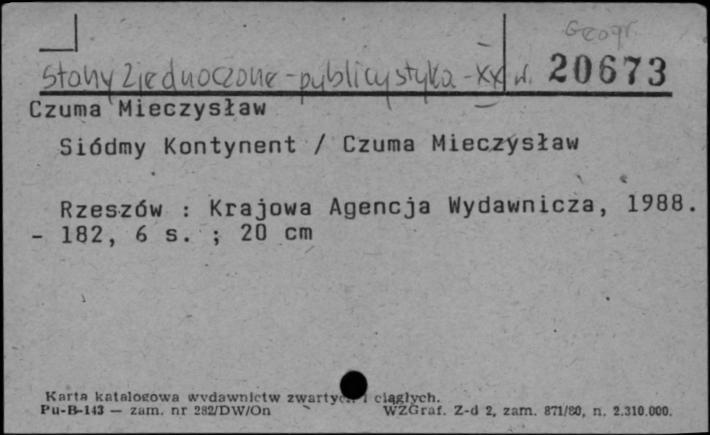 Geogr.
Stany Zjednoczone - publicystyka - XX w. 20673
Czuma Mieczysław
Siódmy Kontynent / Czuma Mieczysław
Rzeszów : Krajowa Agencja Wydawnicza, 1988.
- 182, 6 s. ; 20 cm
Karta katalogowa wydawnictw zwartych i ciągłych.
Pu-B-143 — zam. nr 282/DW/On WZGraf. Z-d 2, zam. 871/80, n. 2.310.000.